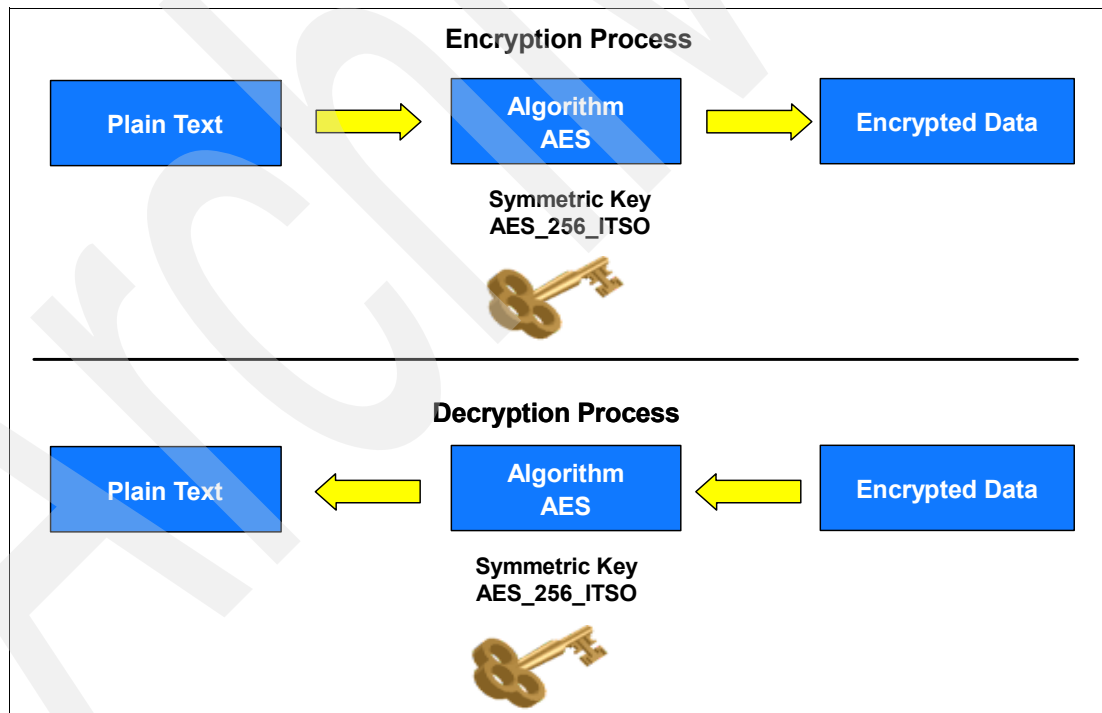 Encryption Process
Plain Text
Algorithm
AES
Encrypted Data
Symmetric Key
AES_256_ITSO
Decryption Process
Plain Text
Algorithm
AES
Encrypted Data
Symmetric Key
AES_256_ITSO